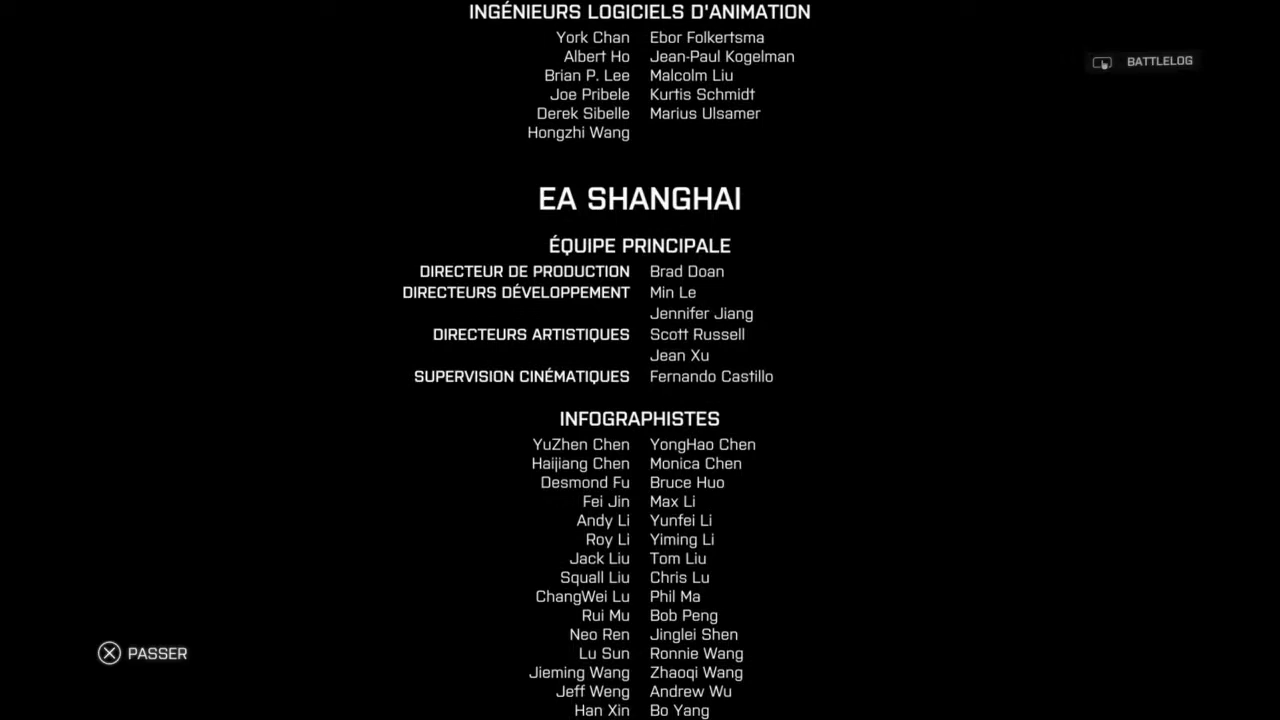 INGÉNIEURS LOGICIELS D'ANIMATION
York Chan Ebor Folkertsma
Albert Ho Jean-Paul Kogelman
BATTLELOG
Brian P. Lee Malcolm Liu
Joe Pribele Kurtis Schmidt
Derek Sibelle Marius Ulsamer
Hongzhi Wang
EA SHANGHAI
ÉQUIPE PRINCIPALE
DIRECTEUR DE PRODUCTION Brad Doan
DIRECTEURS DÉVELOPPEMENT Min Le
Jennifer Jiang
DIRECTEURS ARTISTIQUES Scott Russell
Jean Xu
SUPERVISION CINÉMATIQUES Fernando Castillo
INFOGRAPHISTES
YuZhen Chen YongHao Chen
Haijiang Chen Monica Chen
Desmond Fu Bruce Huo
Fei Jin Max Li
Andy Li Yunfei Li
Roy Li Yiming Li
Jack Liu Tom Liu
Squall Liu Chris Lu
ChangWei Lu Phil Ma
Rui Mu Bob Peng
Neo Ren Jinglei Shen
Lu Sun Ronnie Wang
PASSER
Jieming Wang Zhaoqi Wang
Jeff Weng Andrew Wu
Han Xin Bo Yang